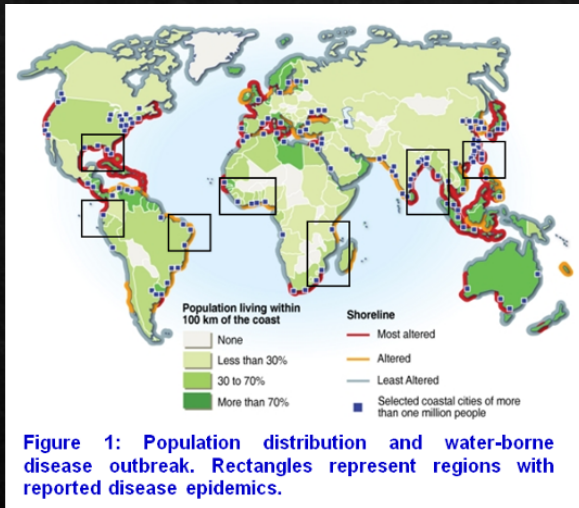 Population living within
100 km of the coast
None
Less than 30%
30 to 70%
More than 70%
Shoreline
Most altered
Altered
Least Altered
Selected coastal cities of more
than one million people
Figure 1: Population distribution and water-borne
disease outbreak. Rectangles represent regions with
reported disease epidemics.